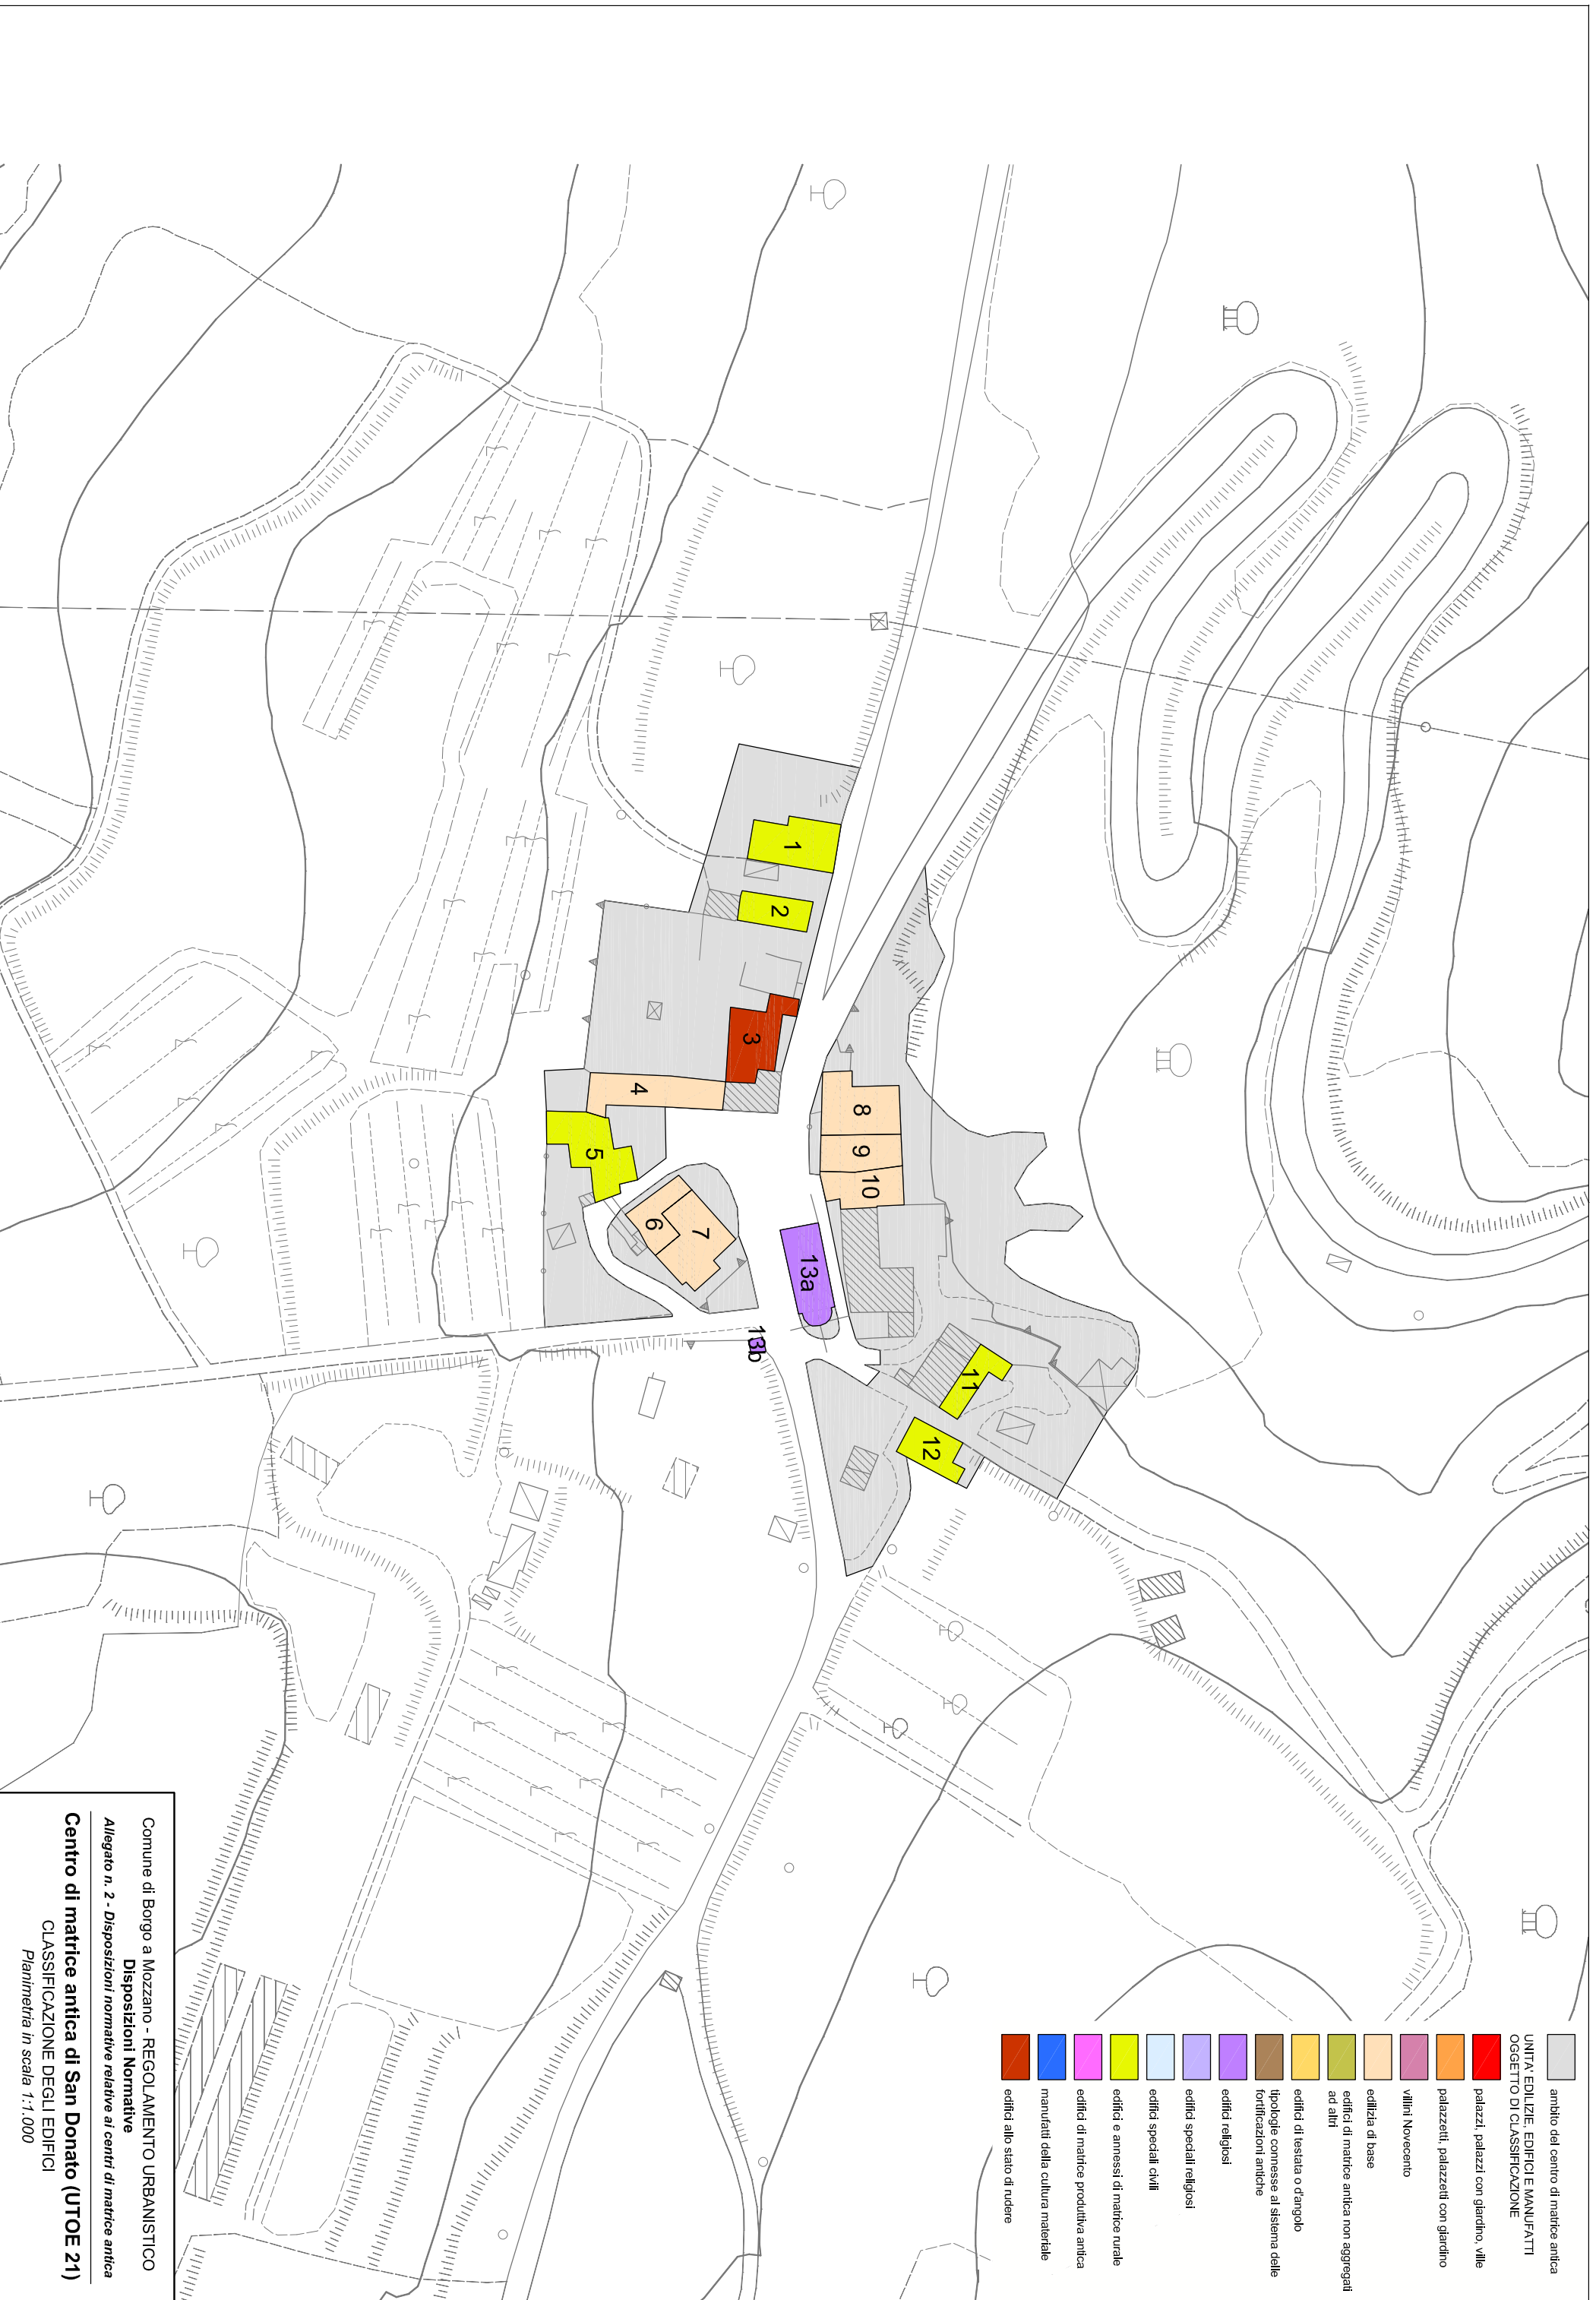 1
2
3
4
5
6
7
8
9
10
11
12
13a
13b
ambito del centro di matrice antica
UNITA' EDILIZIE, EDIFICI E MANUFATTI
OGGETTO DI CLASSIFICAZIONE
palazzi, palazzi con giardino, ville
palazzetti, palazzetti con giardino
villini Novecento
edilizia di base
edifici di matrice antica non aggregati
ad altri
edifici di testata o d'angolo
tipologie connesse al sistema delle
fortificazioni antiche
edifici religiosi
edifici speciali religiosi
edifici speciali civili
edifici e annessi di matrice rurale
edifici di matrice produttiva antica
manufatti della cultura materiale
edifici allo stato di rudere
Comune di Borgo a Mozzano - REGOLAMENTO URBANISTICO
Disposizioni Normative
Allegato n. 2 - Disposizioni normative relative ai centri di matrice antica
Centro di matrice antica di San Donato (UTOE 21)
CLASSIFICAZIONE DEGLI EDIFICI
Planimetria in scala 1:1.000